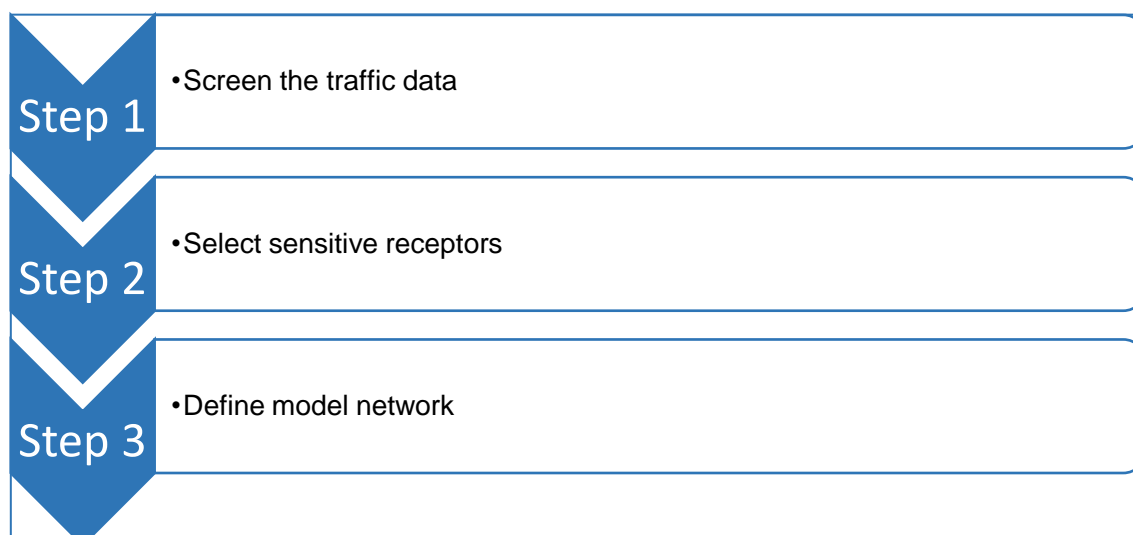 Step 1
•Screen the traffic data
Step 2
•Select sensitive receptors
Step 3
•Define model network